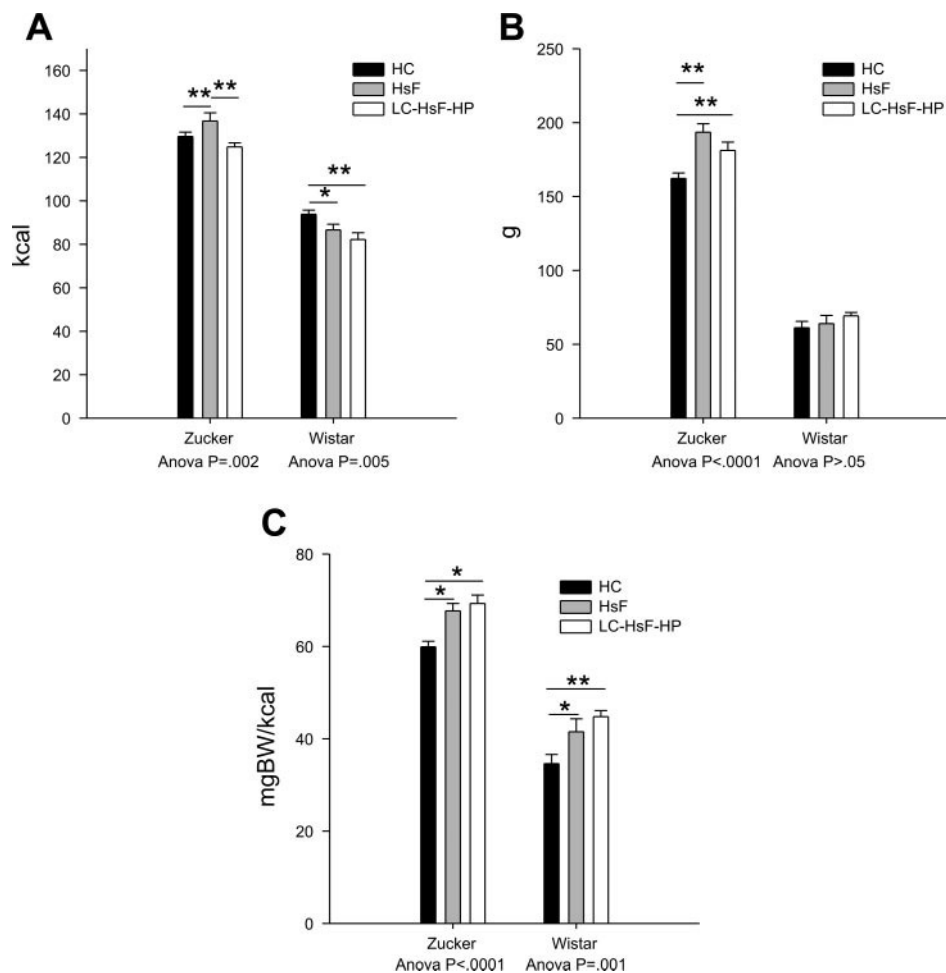 A
kcal
160
140
120
100
80
60
40
20
0
HC
HsF
LC-HsF-HP
** **
**
*
Zucker
Anova P=.002
Wistar
Anova P=.005
B
g
250
200
150
100
50
0
HC
HsF
LC-HsF-HP
**
**
Zucker
Anova P<.0001
Wistar
Anova P>.05
C
mgBW/kcal
80
60
40
20
0
HC
HsF
LC-HsF-HP
*
*
**
*
Zucker
Anova P<.0001
Wistar
Anova P=.001